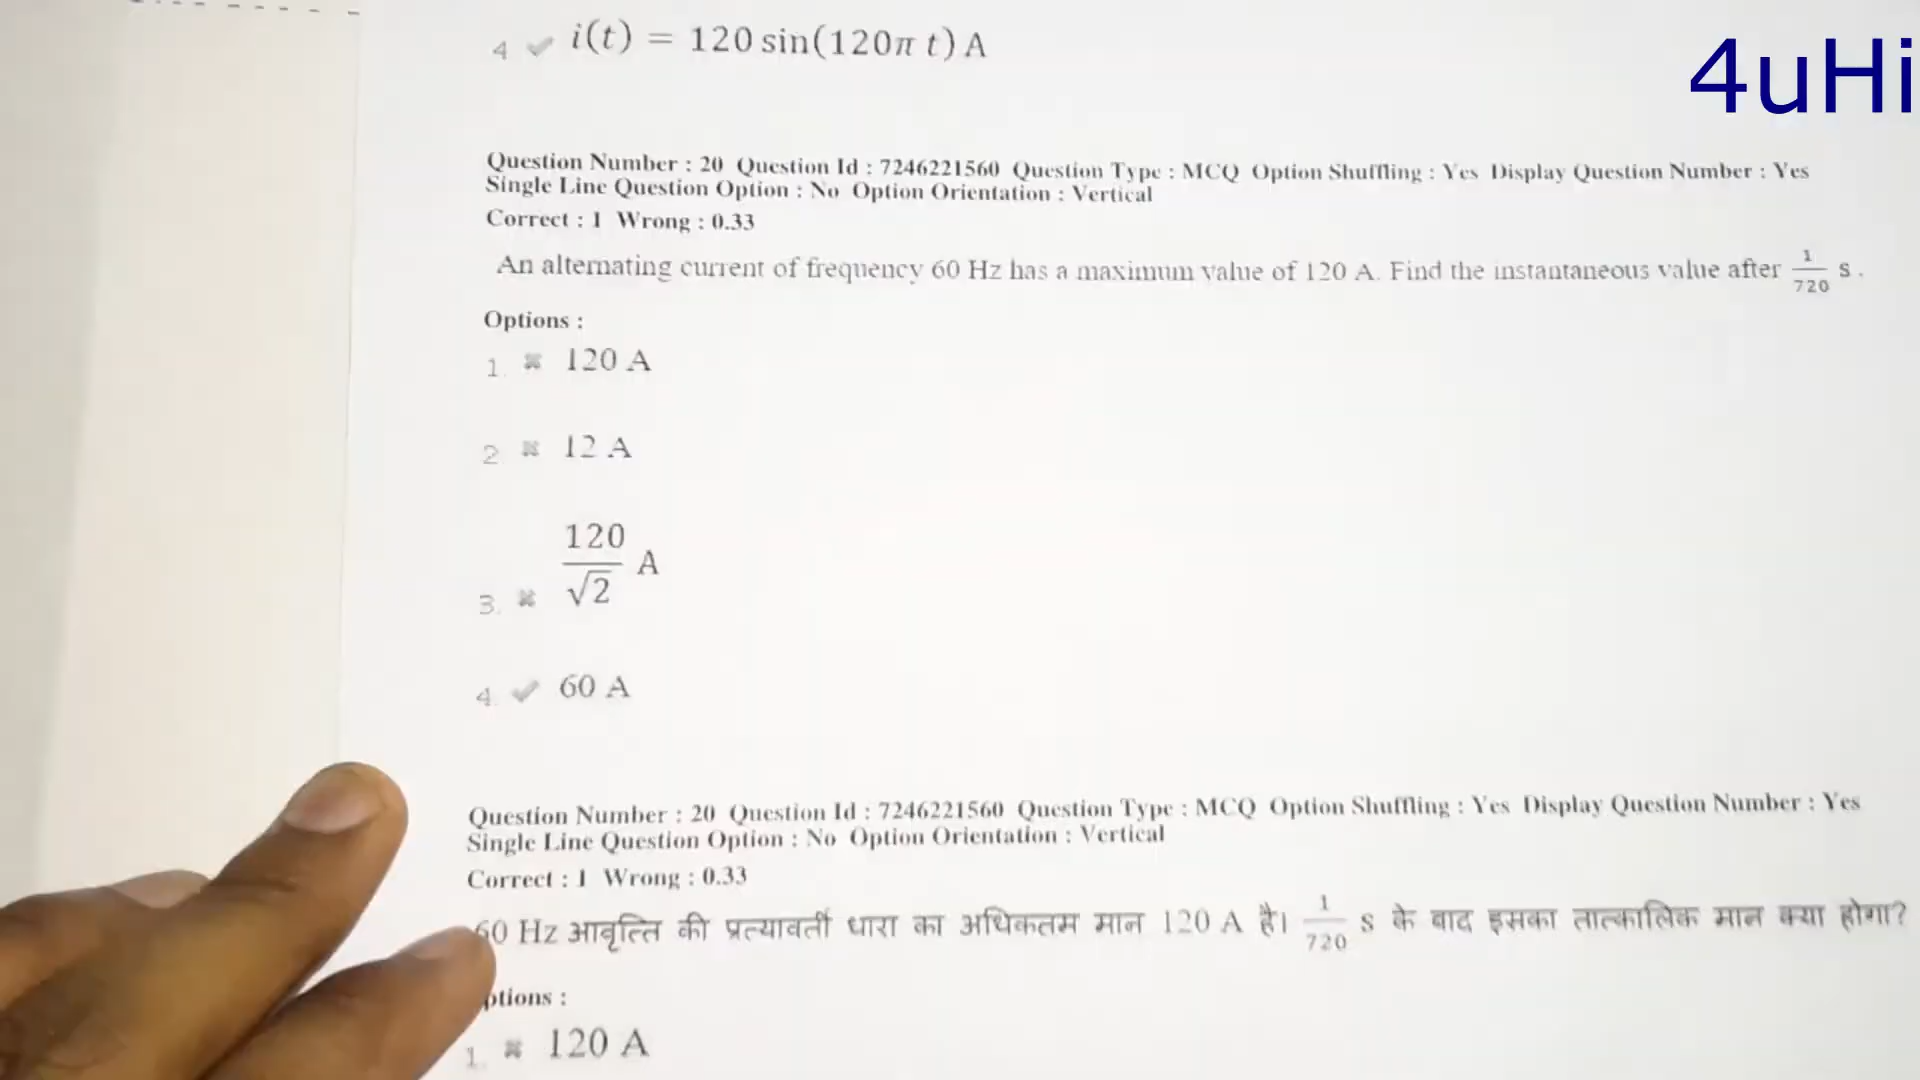 4 ✓ i(t) = 120 sin(120π t) A
4uHi
Question Number : 20 Question Id : 7246221560 Question Type : MCQ Option Shuffling : Yes Display Question Number : Yes
Single Line Question Option : No Option Orientation : Vertical
Correct : 1 Wrong : 0.33
An alternating current of frequency 60 Hz has a maximum value of 120 A. Find the instantaneous value after 1/720 s .
Options :
1. ✖ 120 A
2 ✖ 12 A
3. ✖ 120/√2 A
4. ✓ 60 A
Question Number : 20 Question Id : 7246221560 Question Type : MCQ Option Shuffling : Yes Display Question Number : Yes
Single Line Question Option : No Option Orientation : Vertical
Correct : 1 Wrong : 0.33
60 Hz आवृत्ति की प्रत्यावर्ती धारा का अधिकतम मान 120 A है। 1/720 s के बाद इसका तात्कालिक मान क्या होगा?
ptions :
1. ✖ 120 A